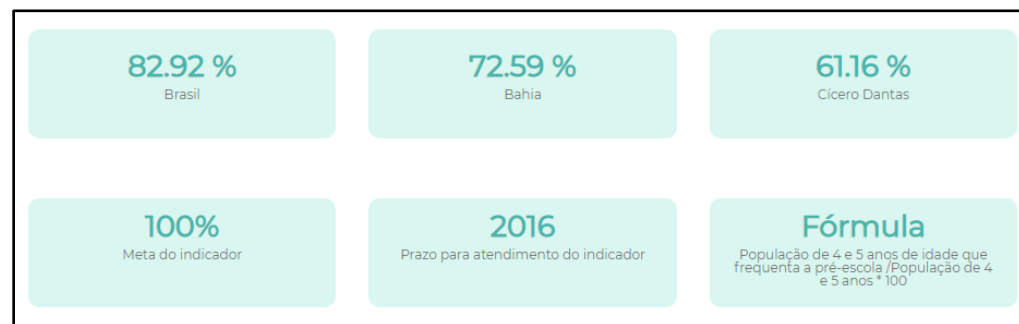 82.92 %
Brasil
72.59 %
Bahia
61.16 %
Cícero Dantas
100%
Meta do indicador
2016
Prazo para atendimento do indicador
Fórmula
População de 4 e 5 anos de idade que
frequenta a pré-escola /População de 4
e 5 anos * 100